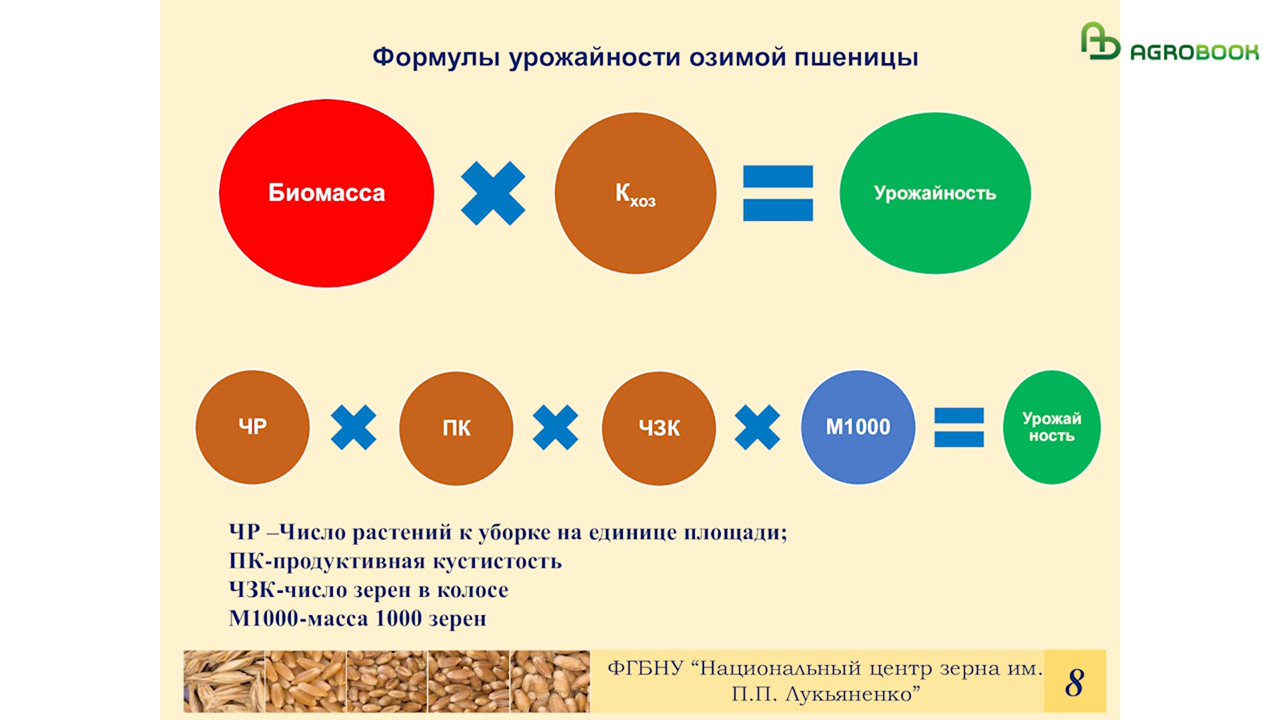 Формулы урожайности озимой пшеницы
AGROBOOK
Биомасса
Кхоз
Урожайность
ЧР
ПК
ЧЗК
М1000
Урожай
ность
ЧР –Число растений к уборке на единице площади;
ПК-продуктивная кустистость
ЧЗК-число зерен в колосе
М1000-масса 1000 зерен
ФГБНУ “Национальный центр зерна им.
П.П. Лукьяненко”
8